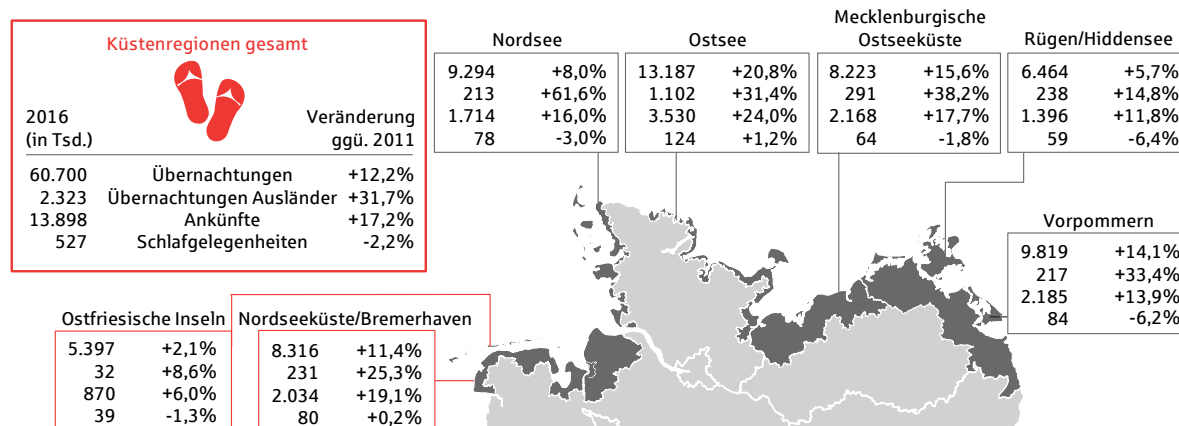 Küstenregionen gesamt
2016 Veränderung
(in Tsd.) ggü. 2011
60.700 Übernachtungen +12,2%
2.323 Übernachtungen Ausländer +31,7%
13.898 Ankünfte +17,2%
527 Schlafgelegenheiten -2,2%
Nordsee
9.294 +8,0%
213 +61,6%
1.714 +16,0%
78 -3,0%
Ostsee
13.187 +20,8%
1.102 +31,4%
3.530 +24,0%
124 +1,2%
Mecklenburgische
Ostseeküste
8.223 +15,6%
291 +38,2%
2.168 +17,7%
64 -1,8%
Rügen/Hiddensee
6.464 +5,7%
238 +14,8%
1.396 +11,8%
59 -6,4%
Vorpommern
9.819 +14,1%
217 +33,4%
2.185 +13,9%
84 -6,2%
Ostfriesische Inseln
5.397 +2,1%
32 +8,6%
870 +6,0%
39 -1,3%
Nordseeküste/Bremerhaven
8.316 +11,4%
231 +25,3%
2.034 +19,1%
80 +0,2%